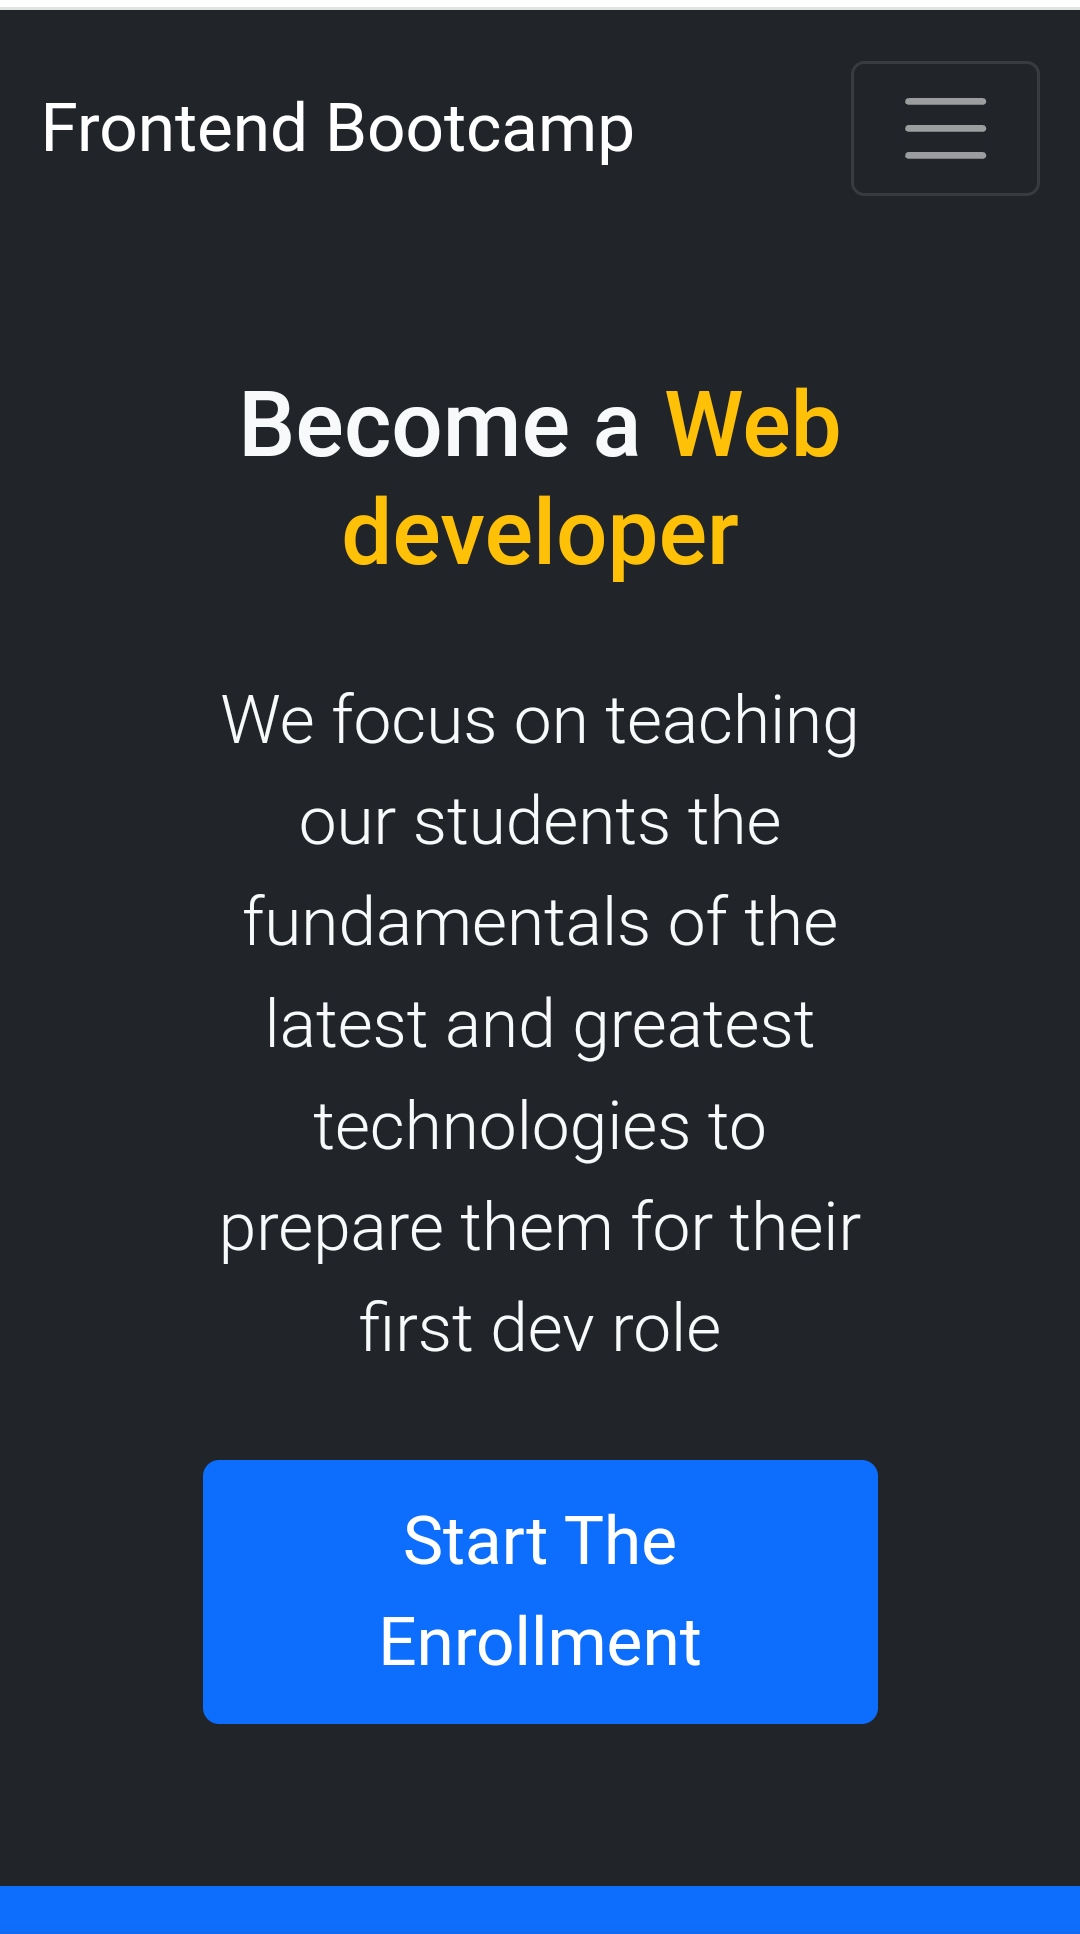 Frontend Bootcamp
Become a Web
developer
We focus on teaching
our students the
fundamentals of the
latest and greatest
technologies to
prepare them for their
first dev role
Start The
Enrollment